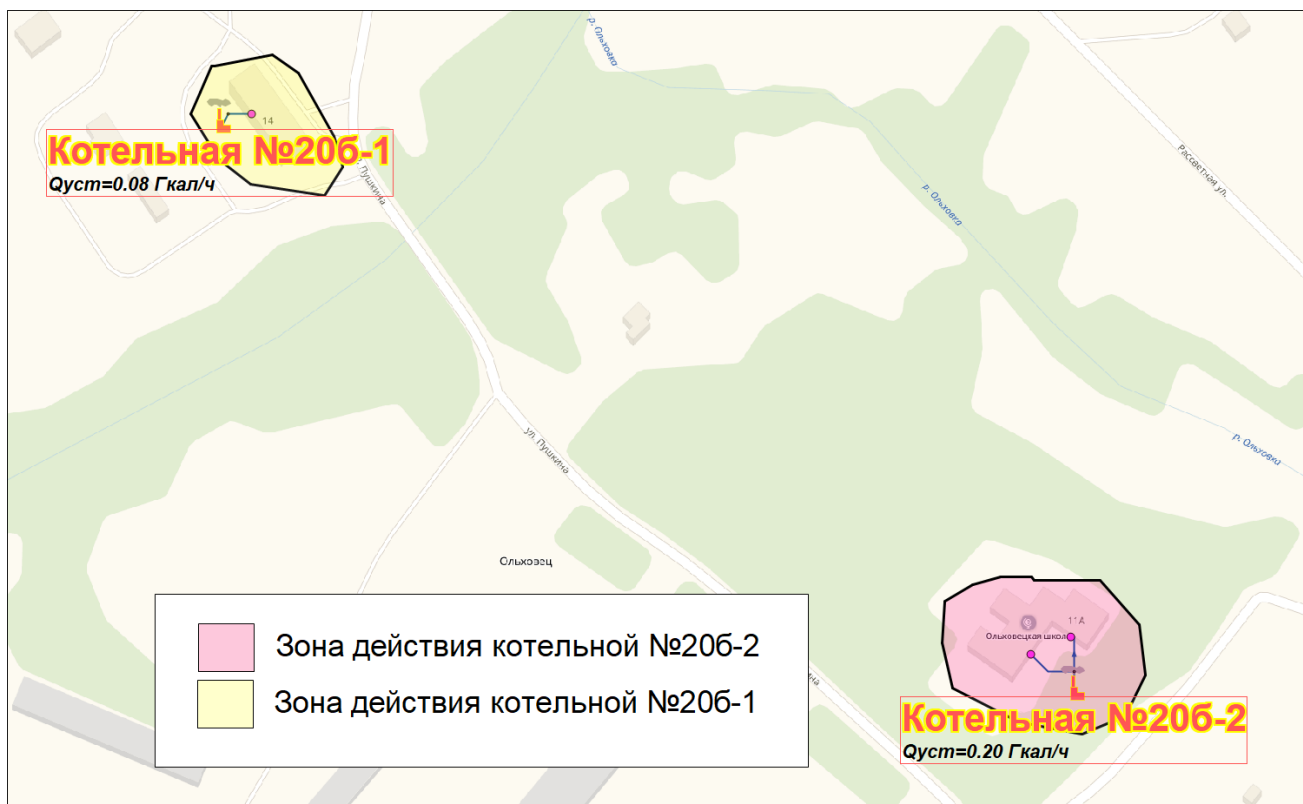 р. Ольховка
14
Котельная №20б-1
Qуст=0.08 Гкал/ч
Пушкина
Рассветная ул.
р. Ольховка
р. Ольховка
ул. Пушкина
Ольховец
Зона действия котельной №20б-2
Зона действия котельной №20б-1
11А
Ольховецкая школа
Котельная №20б-2
Qуст=0.20 Гкал/ч